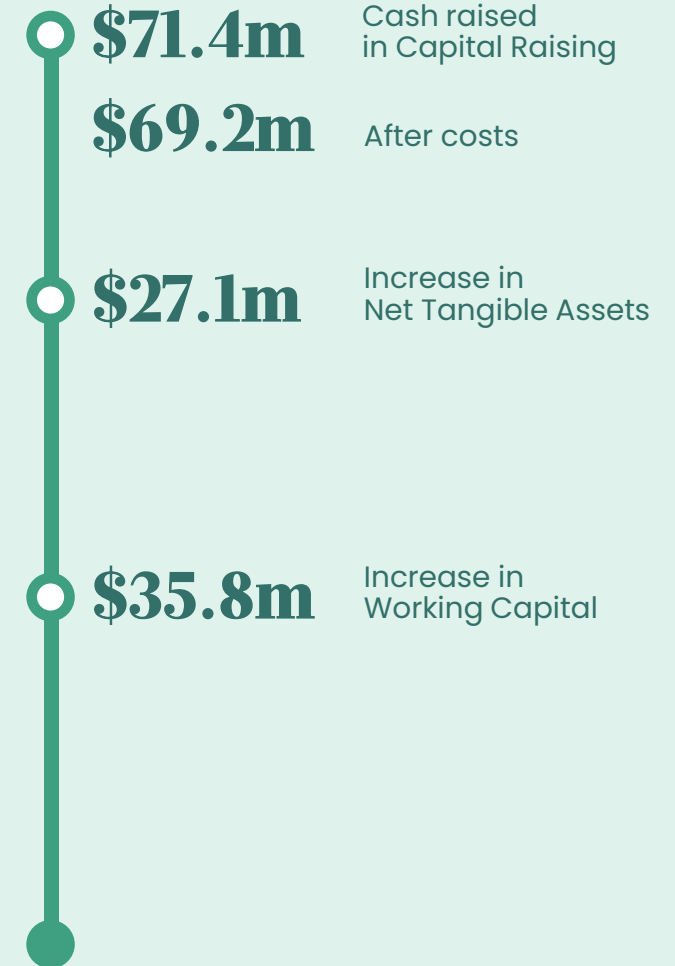 $71.4m
Cash raised
in Capital Raising
$69.2m
After costs
$27.1m
Increase in
Net Tangible Assets
$35.8m
Increase in
Working Capital